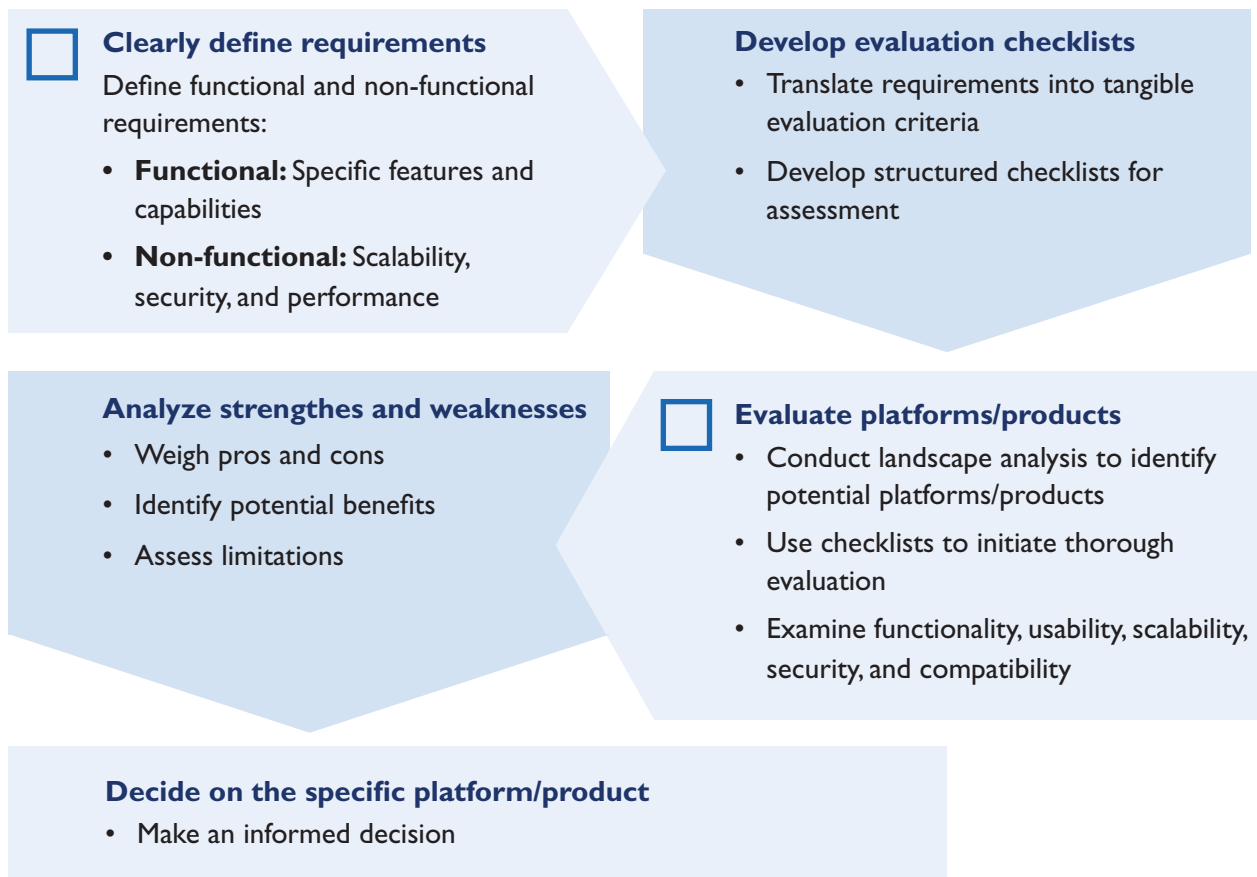 Clearly define requirements
Define functional and non-functional
requirements:
• Functional: Specific features and
capabilities
• Non-functional: Scalability,
security, and performance
Develop evaluation checklists
• Translate requirements into tangible
evaluation criteria
• Develop structured checklists for
assessment
Evaluate platforms/products
• Conduct landscape analysis to identify
potential platforms/products
• Use checklists to initiate thorough
evaluation
• Examine functionality, usability, scalability,
security, and compatibility
Analyze strengthes and weaknesses
• Weigh pros and cons
• Identify potential benefits
• Assess limitations
Decide on the specific platform/product
• Make an informed decision